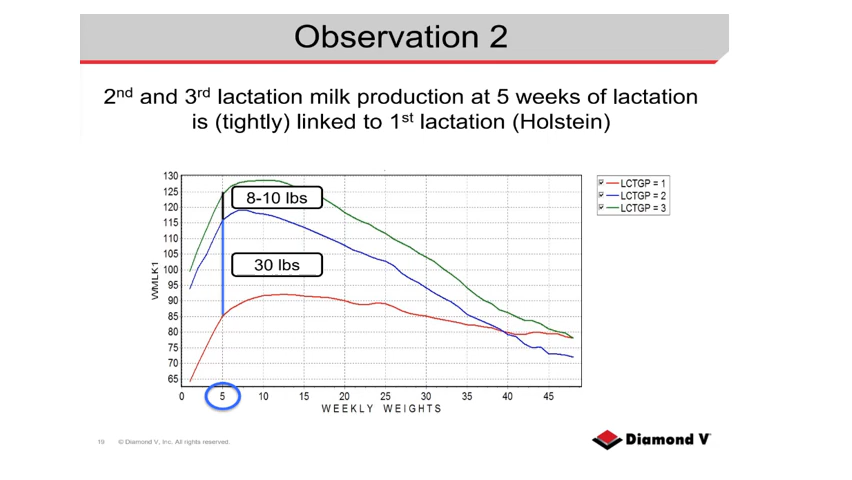 Observation 2
2nd and 3rd lactation milk production at 5 weeks of lactation
is (tightly) linked to 1st lactation (Holstein)
130
125
120
115
110
105
100
95
90
85
80
75
70
65
WMLK1
8-10 lbs
30 lbs
LCTGP = 1
LCTGP = 2
LCTGP = 3
0 5 10 15 20 25 30 35 40 45
WEEKLY WEIGHTS
19 © Diamond V, Inc. All rights reserved.
Diamond V